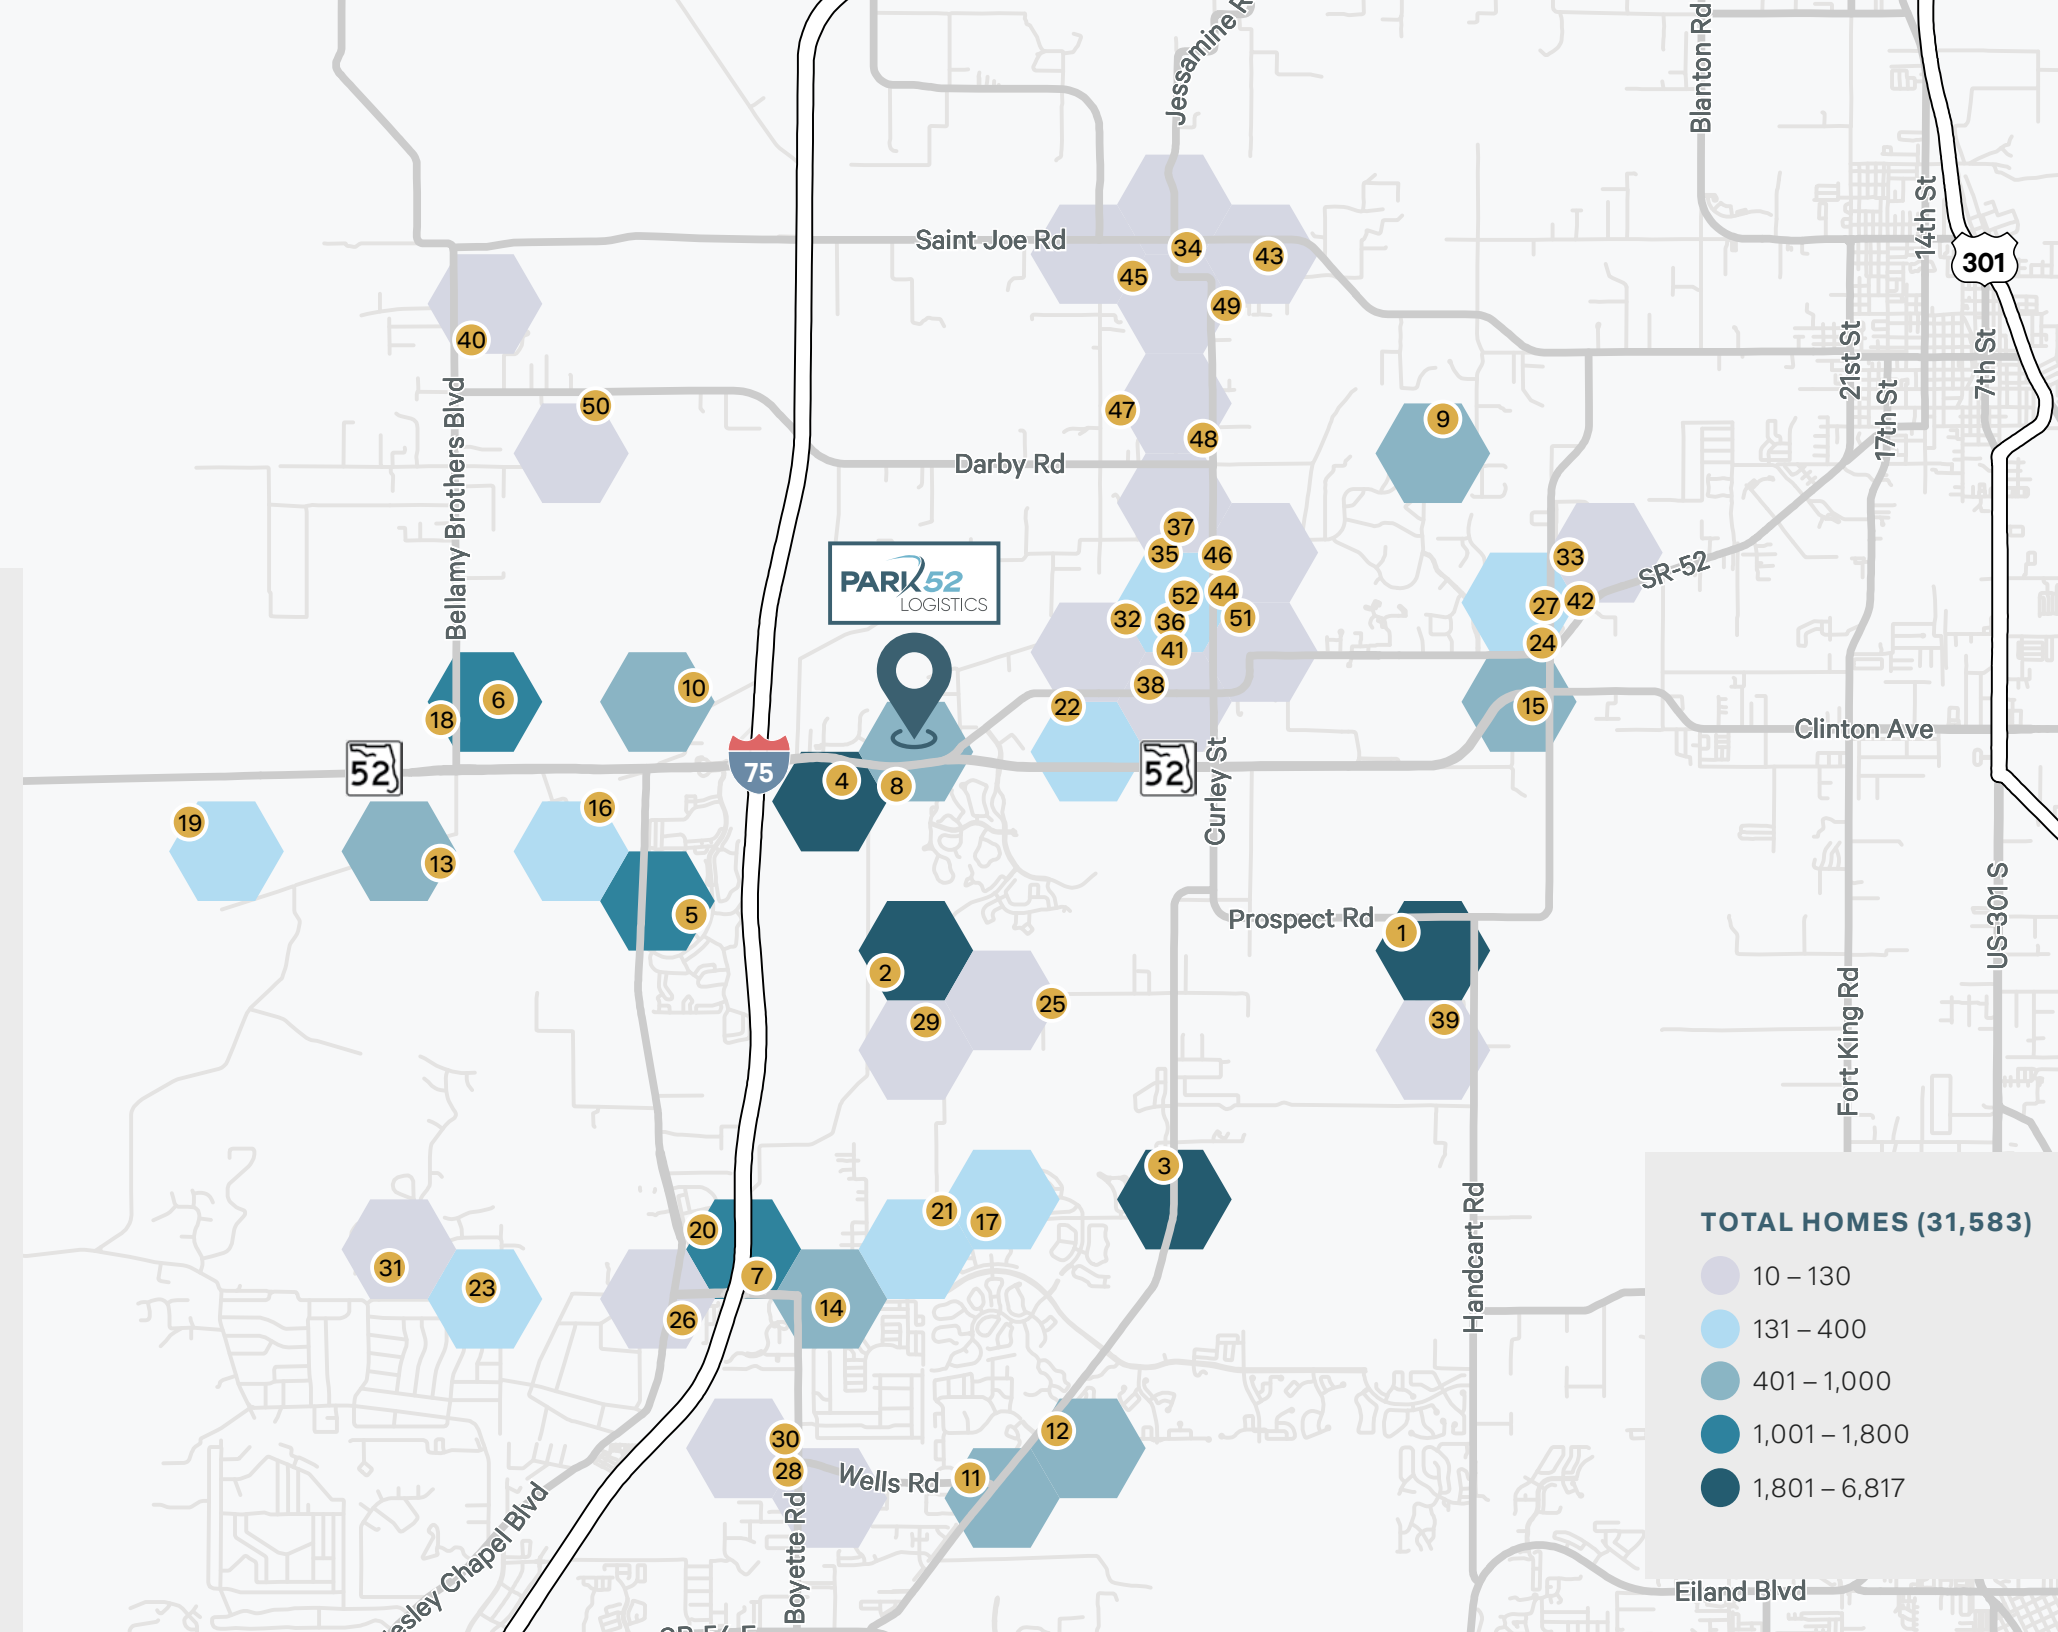 Jessamine R
Blanton Rd
14th St
Saint Joe Rd
34
43
45
49
301
40
21st St
7th St
17th St
Bellamy Brothers Blvd
50
47
48
9
Darby Rd
37
35
46
33
SR-52
PARK52
LOGISTICS
52
44
32
36
51
27
42
24
41
38
6
18
10
22
15
Clinton Ave
52
75
4
8
52
Curley St
19
16
13
5
Prospect Rd
1
US-301 S
2
25
29
39
Fort King Rd
3
20
21
17
Handcart Rd
31
23
7
14
26
TOTAL HOMES (31,583)
10 – 130
131 – 400
401 – 1,000
1,001 – 1,800
1,801 – 6,817
30
28
12
11
Wells Rd
esley Chapel Blvd
Boyette Rd
Eiland Blvd